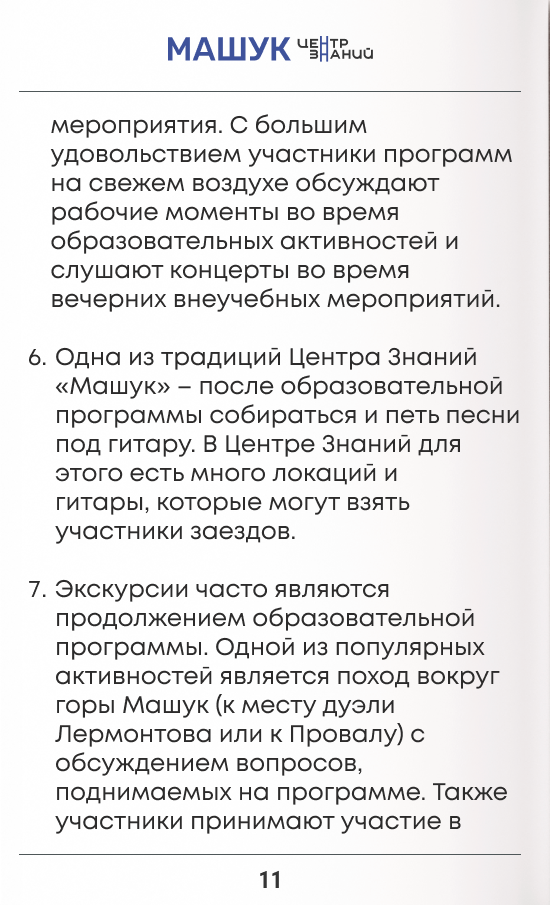 МАШУК ЦЕНТР ЗНАНИЙ
мероприятия. С большим
удовольствием участники программ
на свежем воздухе обсуждают
рабочие моменты во время
образовательных активностей и
слушают концерты во время
вечерних внеучебных мероприятий.
6. Одна из традиций Центра Знаний
«Машук» – после образовательной
программы собираться и петь песни
под гитару. В Центре Знаний для
этого есть много локаций и
гитары, которые могут взять
участники заездов.
7. Экскурсии часто являются
продолжением образовательной
программы. Одной из популярных
активностей является поход вокруг
горы Машук (к месту дуэли
Лермонтова или к Провалу) с
обсуждением вопросов,
поднимаемых на программе. Также
участники принимают участие в
11